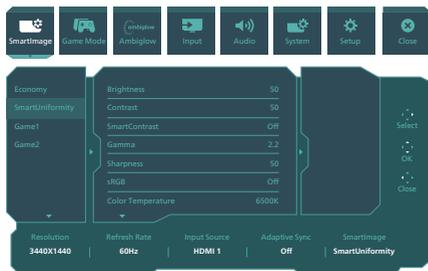 SmartImage Game Mode Ambiglow Input Audio System Setup Close
ambiglow
Economy
SmartUniformity
Game1
Game2
Brightness 50
Contrast 50
SmartContrast Off
Gamma 2.2
Sharpness 50
sRGB Off
Color Temperature 6500K
Select
OK
Close
Resolution Refresh Rate Input Source Adaptive Sync SmartImage
3440X1440 60Hz HDMI 1 Off SmartUniformity